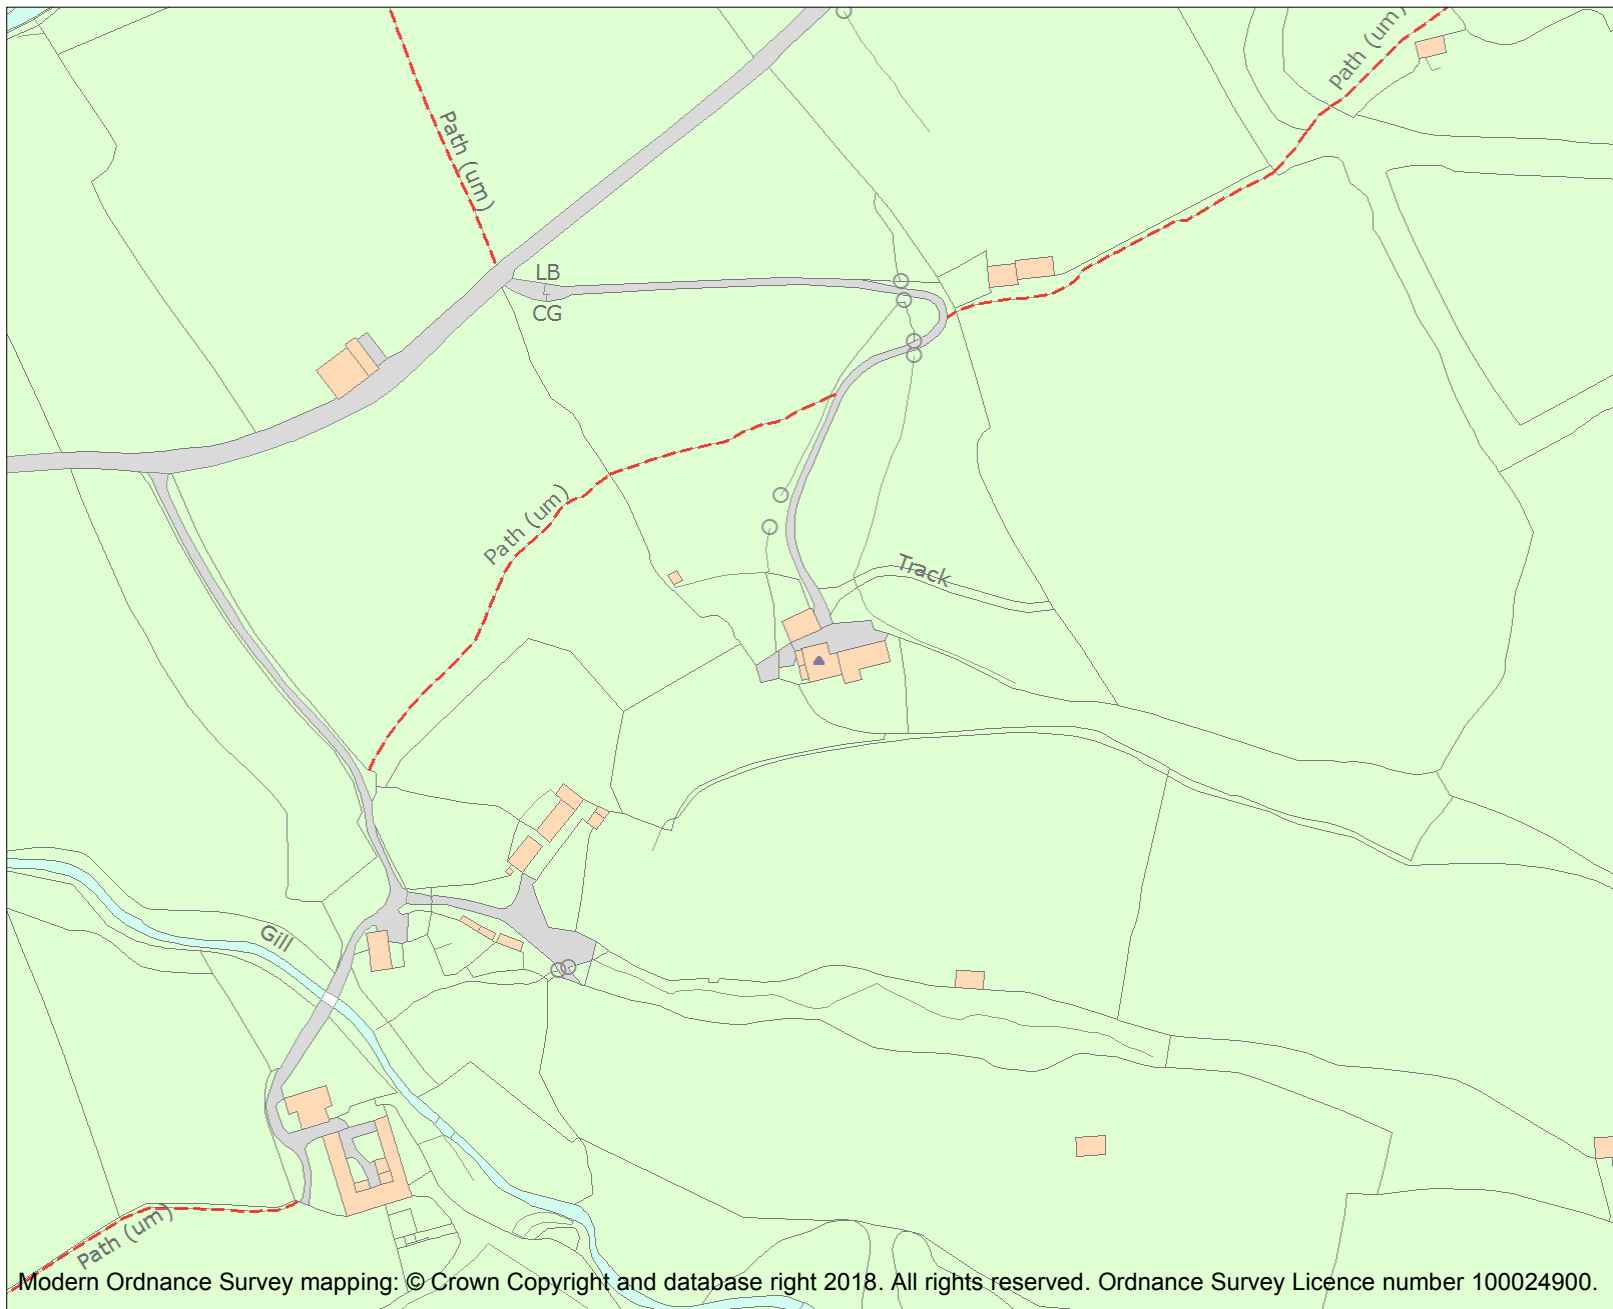 Path (um)
Path (um)
LB
CG
Path (um)
Track
Gill
Path (um)
Modern Ordnance Survey mapping: © Crown Copyright and database right 2018. All rights reserved. Ordnance Survey Licence number 100024900.